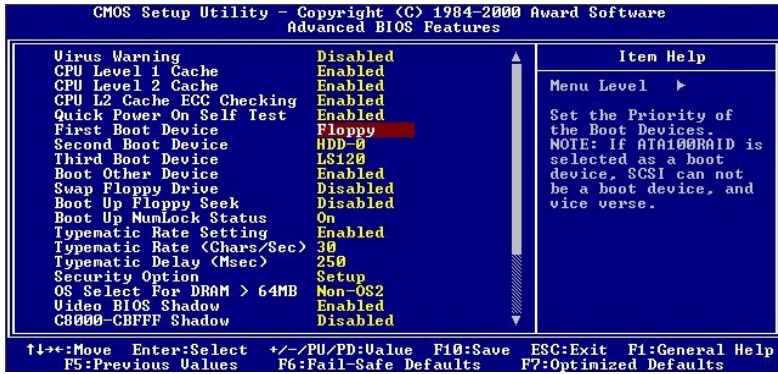 CMOS Setup Utility - Copyright (C) 1984-2000 Award Software
Advanced BIOS Features
Virus Warning Disabled
CPU Level 1 Cache Enabled
CPU Level 2 Cache Enabled
CPU L2 Cache ECC Checking Enabled
Quick Power On Self Test Enabled
First Boot Device Floppy
Second Boot Device HDD-0
Third Boot Device LS120
Boot Other Device Enabled
Swap Floppy Drive Disabled
Boot Up Floppy Seek Disabled
Boot Up NumLock Status On
Typematic Rate Setting Enabled
Typematic Rate (Chars/Sec) 30
Typematic Delay (Msec) 250
Security Option Setup
OS Select For DRAM > 64MB Non-OS2
Video BIOS Shadow Enabled
C8000-CBFFF Shadow Disabled
Item Help
Menu Level ▶
Set the Priority of
the Boot Devices.
NOTE: If ATA100RAID is
selected as a boot
device, SCSI can not
be a boot device, and
vice verse.
↑↓→←:Move Enter:Select +/-/PU/PD:Value F10:Save ESC:Exit F1:General Help
F5:Previous Values F6:Fail-Safe Defaults F7:Optimized Defaults